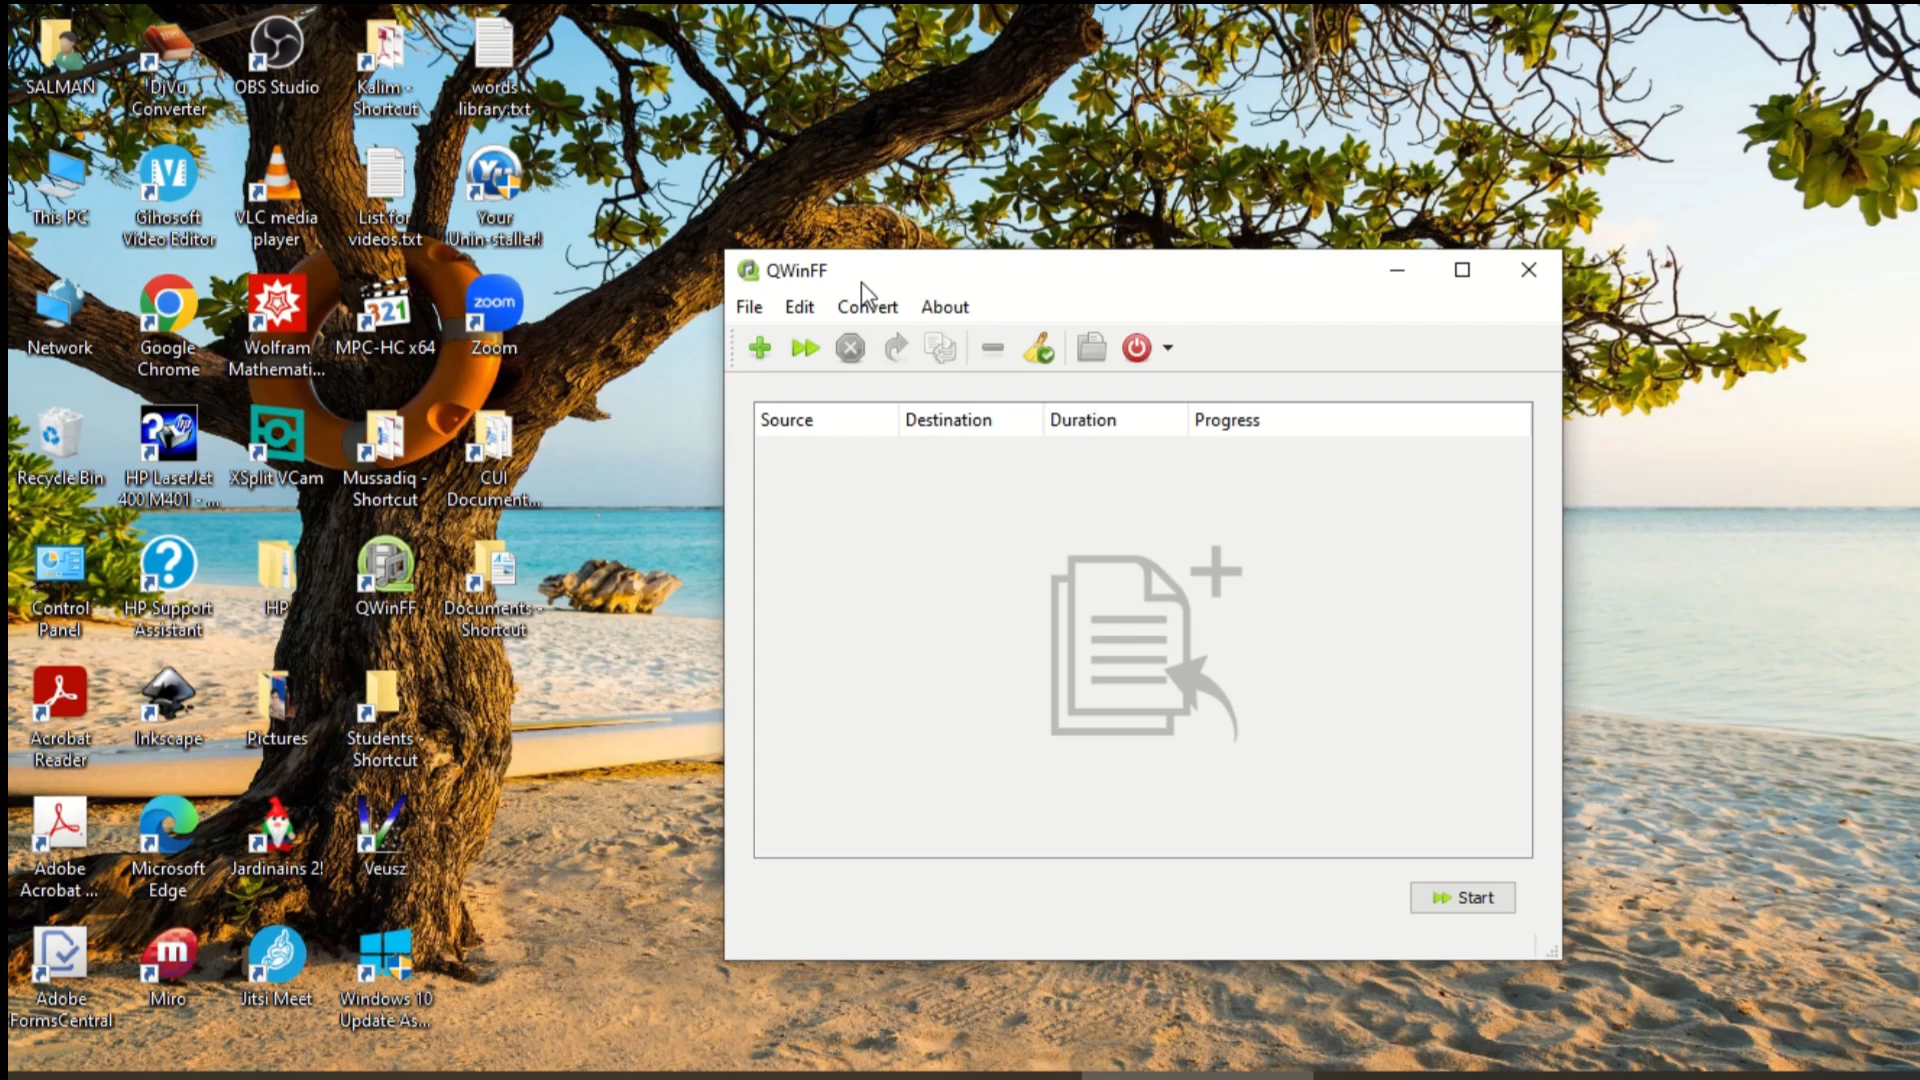 SALMAN
DjVu
Converter
OBS Studio
Kalim -
Shortcut
words
library.txt
This PC
Gihosoft
Video Editor
VLC media
player
List for
videos.txt
Your
Unin-staller!
Network
Google
Chrome
Wolfram
Mathemati...
321
MPC-HC x64
zoom
Zoom
Recycle Bin
HP LaserJet
400 M401 - ...
XSplit VCam
Mussadiq -
Shortcut
CUI
Document...
Control
Panel
HP Support
Assistant
HP
QWinFF
Documents -
Shortcut
Acrobat
Reader
Inkscape
Pictures
Students -
Shortcut
Adobe
Acrobat ...
Microsoft
Edge
Jardinains 2!
Veusz
Adobe
FormsCentral
Miro
Jitsi Meet
Windows 10
Update As...
QWinFF
File Edit Convert About
Source Destination Duration Progress
Start